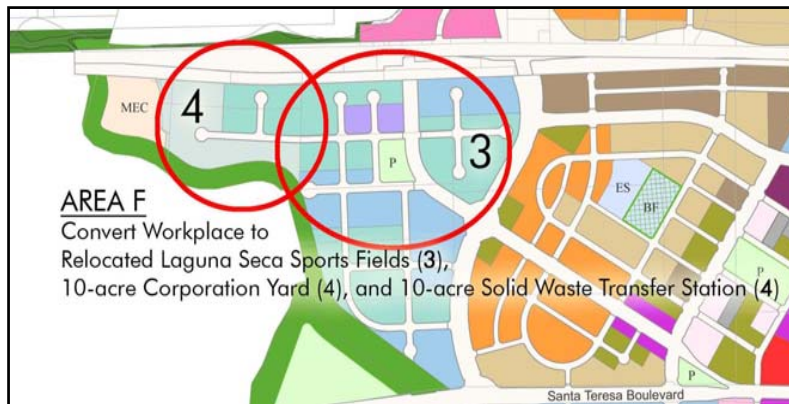 MEC
4
3
P
ES
BF
AREA F
Convert Workplace to
Relocated Laguna Seca Sports Fields (3),
10-acre Corporation Yard (4), and 10-acre Solid Waste Transfer Station (4)
P
P
Santa Teresa Boulevard